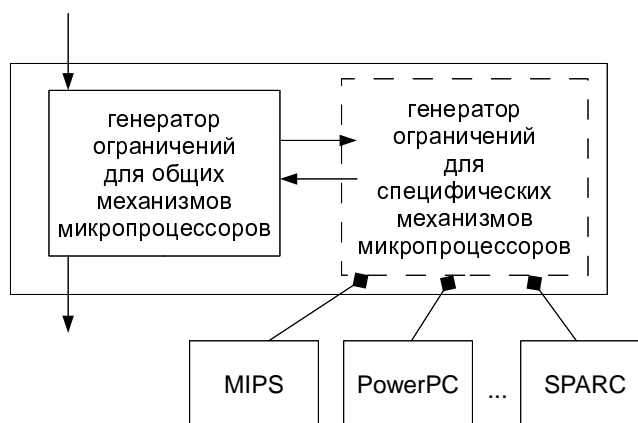 генератор
ограничений
для общих
механизмов
микропроцессоров
генератор
ограничений
для
специфических
механизмов
микропроцессоров
MIPS
PowerPC
...
SPARC